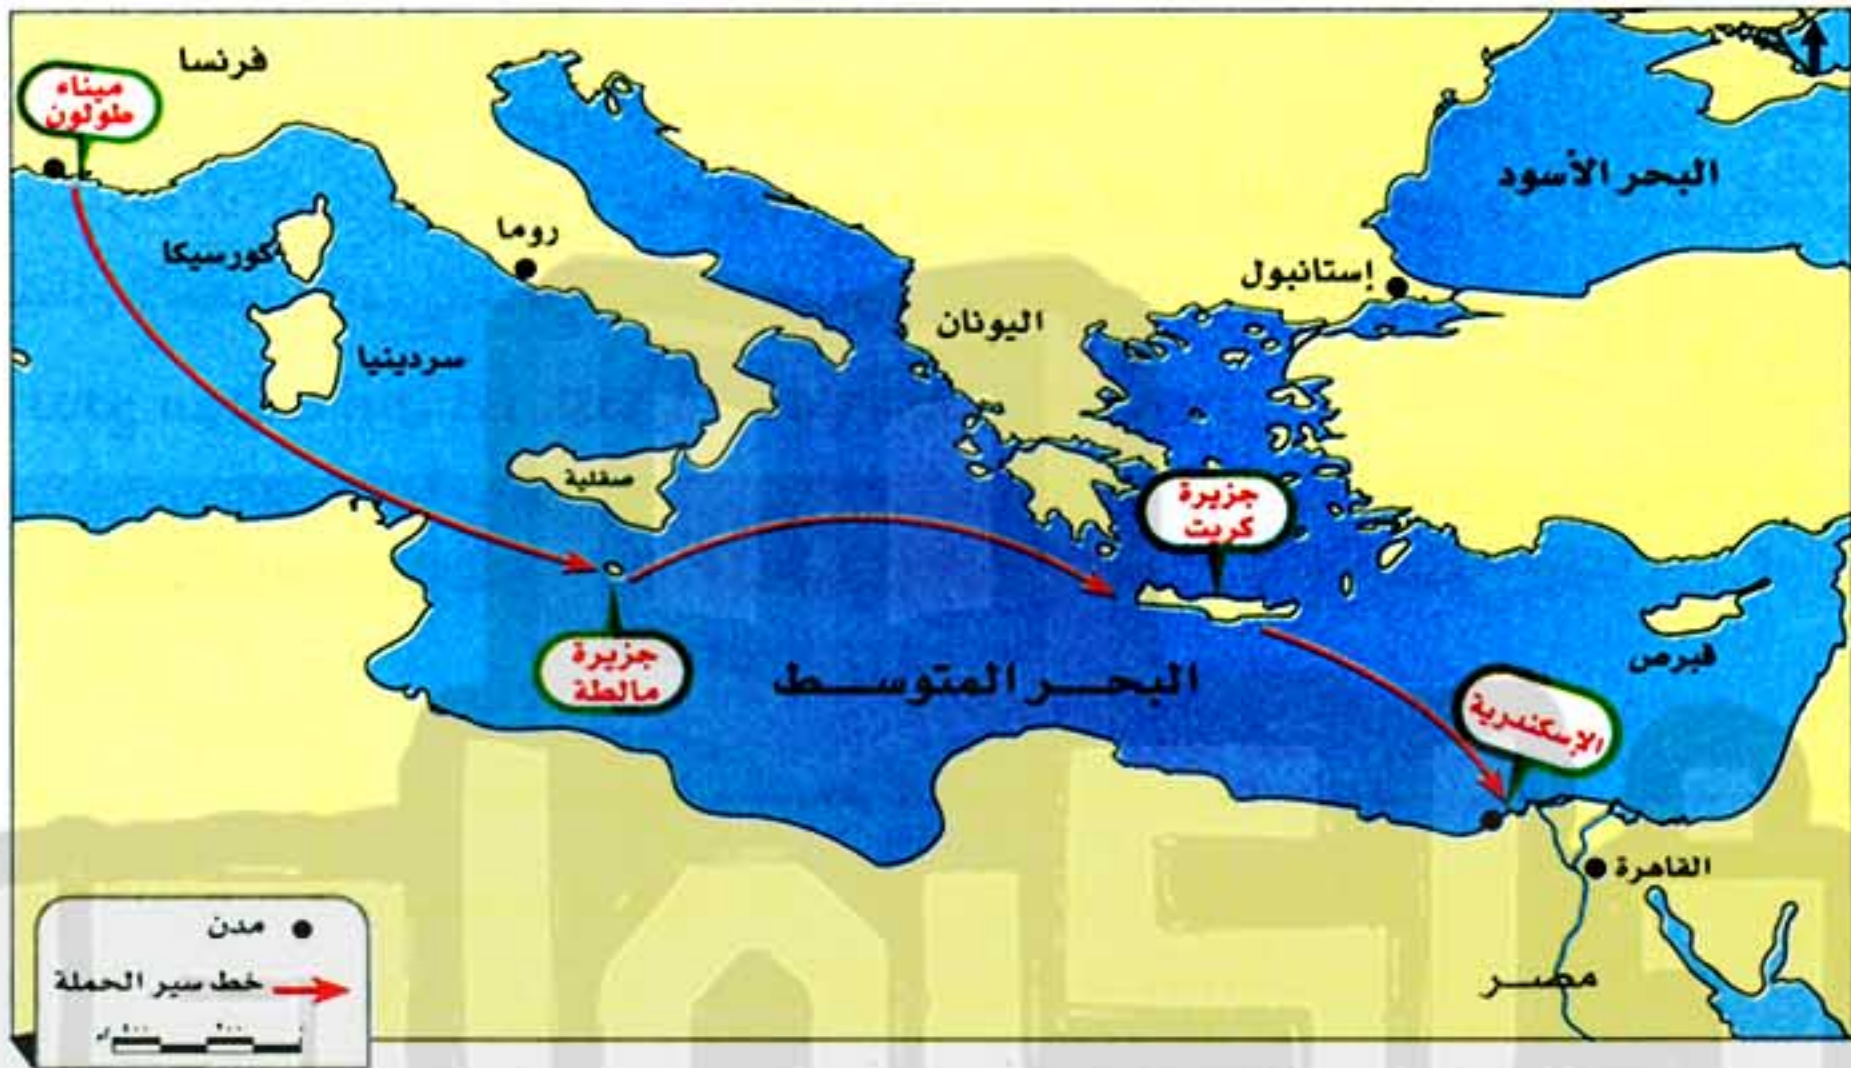 فرنسا
ميناء
طولون
البحر الأسود
كورسيكا
روما
إستانبول
سردينيا
اليونان
صقلية
جزيرة
كريت
جزيرة
مالطة
البحر المتوسط
قبرص
الإسكندرية
القاهرة
مصر
مدن
خط سير الحملة